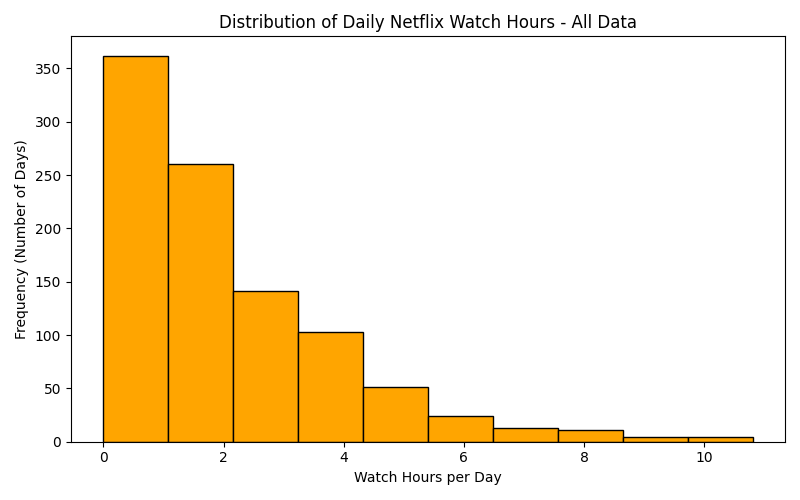 Distribution of Daily Netflix Watch Hours - All Data
Frequency (Number of Days)
350
300
250
200
150
100
50
0
0 2 4 6 8 10
Watch Hours per Day